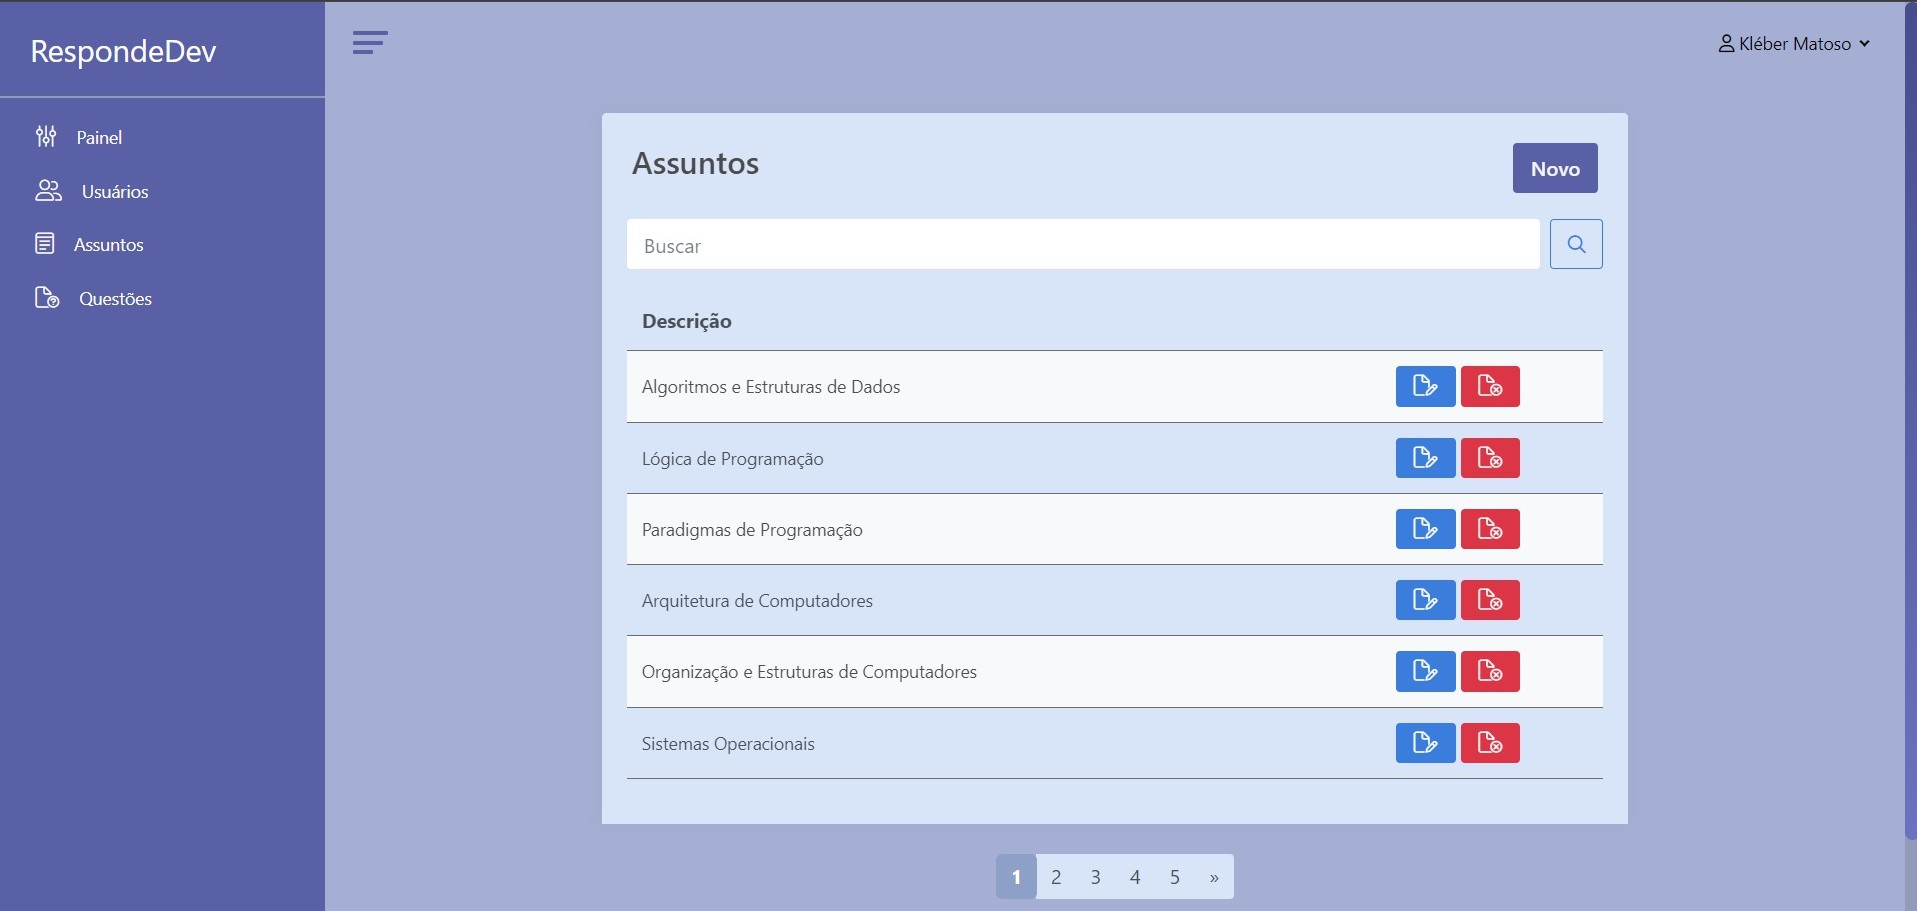 RespondeDev
Kléber Matoso
Painel
Usuários
Assuntos
Questões
Assuntos
Novo
Buscar
Descrição
Algoritmos e Estruturas de Dados
Lógica de Programação
Paradigmas de Programação
Arquitetura de Computadores
Organização e Estruturas de Computadores
Sistemas Operacionais
1 2 3 4 5 »